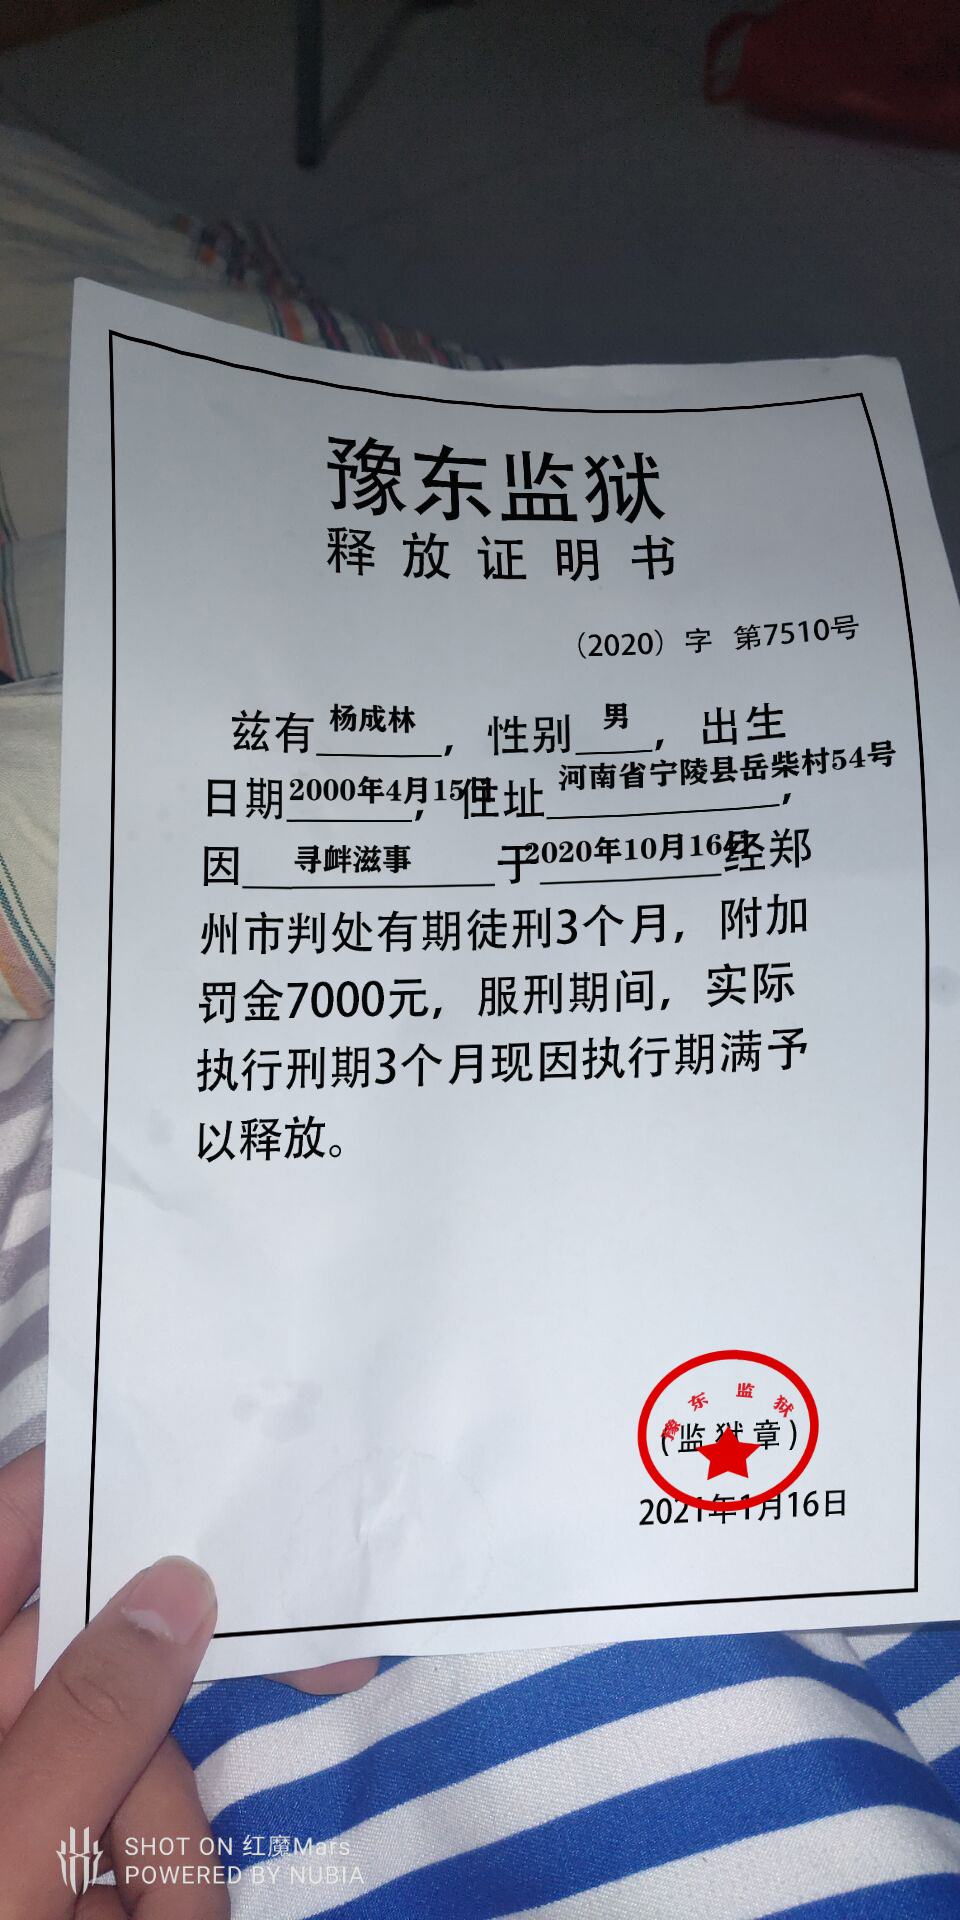 豫东监狱
释放证明书
（2020）字 第7510号
兹有杨成林，性别男，出生
日期2000年4月15日，住址河南省宁陵县岳柴村54号，
因寻衅滋事于2020年10月16号经郑
州市判处有期徒刑3个月，附加
罚金7000元，服刑期间，实际
执行刑期3个月现因执行期满予
以释放。
豫东监狱
（监狱章）
2021年1月16日
SHOT ON 红魔Mars
POWERED BY NUBIA